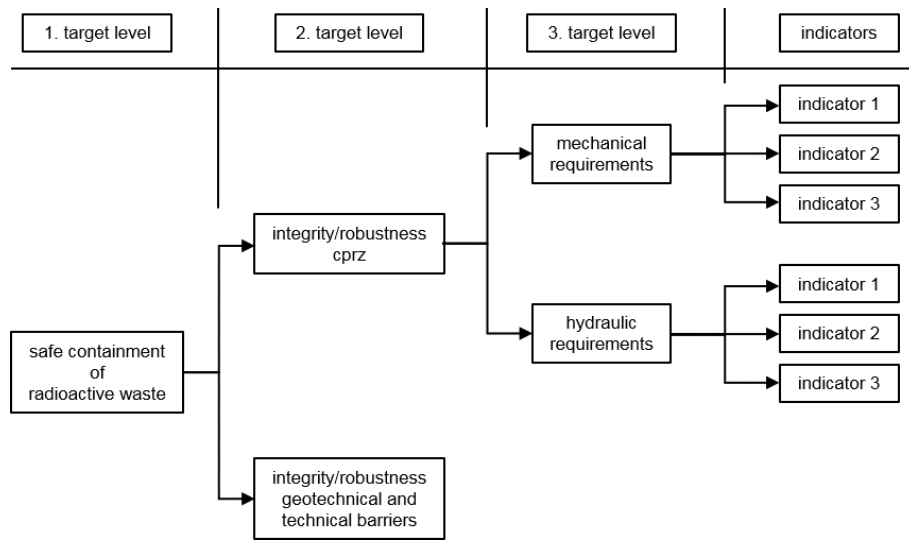 1. target level
2. target level
3. target level
indicators
indicator 1
mechanical
requirements
indicator 2
indicator 3
integrity/robustness
cprz
indicator 1
hydraulic
requirements
indicator 2
indicator 3
safe containment
of
radioactive waste
integrity/robustness
geotechnical and
technical barriers